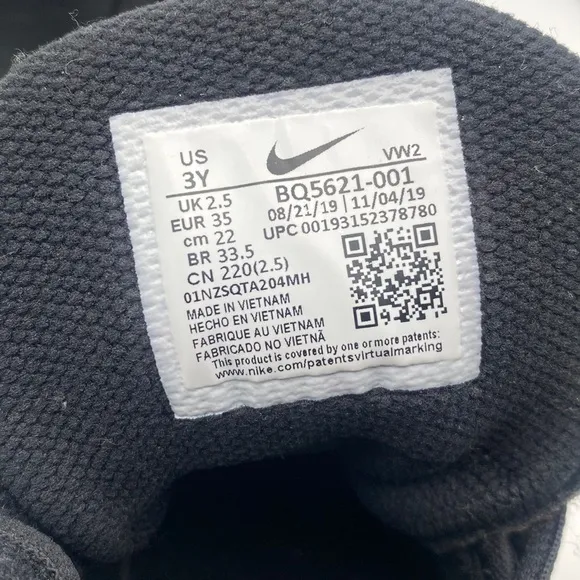 US
3Y
UK 2.5
EUR 35
cm 22
BR 33.5
CN 220(2.5)
01NZSQTA204MH
VW2
BQ5621-001
08/21/19 | 11/04/19
UPC 00193152378780
MADE IN VIETNAM
HECHO EN VIETNAM
FABRIQUE AU VIETNAM
FABRICADO NO VIETNÃ
This product is covered by one or more patents:
www.nike.com/patentsvirtualmarking